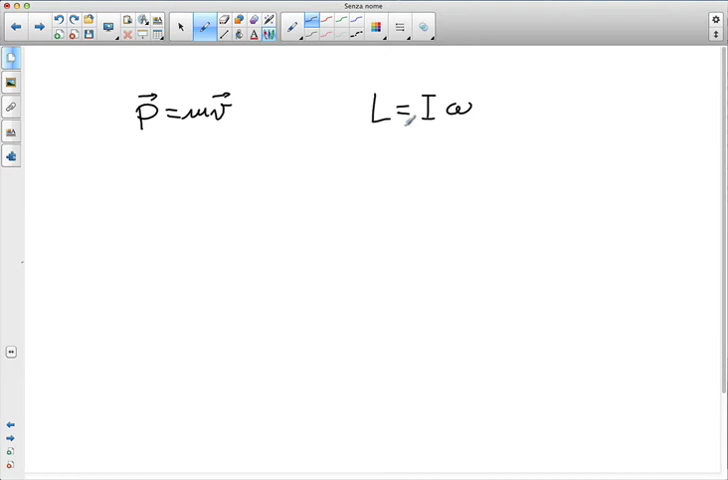 Senza nome
p⃗ = mv⃗ L = I ω